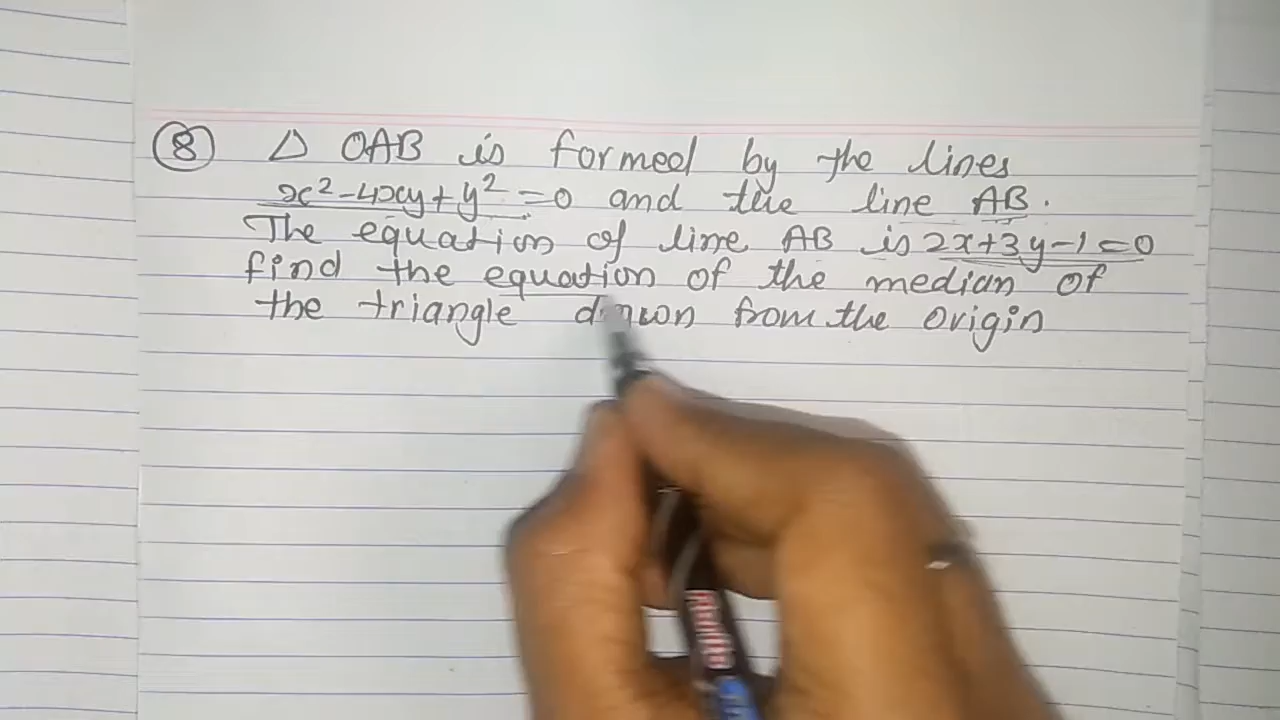 ⑧ △ OAB is formed by the lines
x²-4xy+y²=0 and the line AB.
The equation of line AB is 2x+3y-1=0
find the equation of the median of
the triangle drawn from the origin